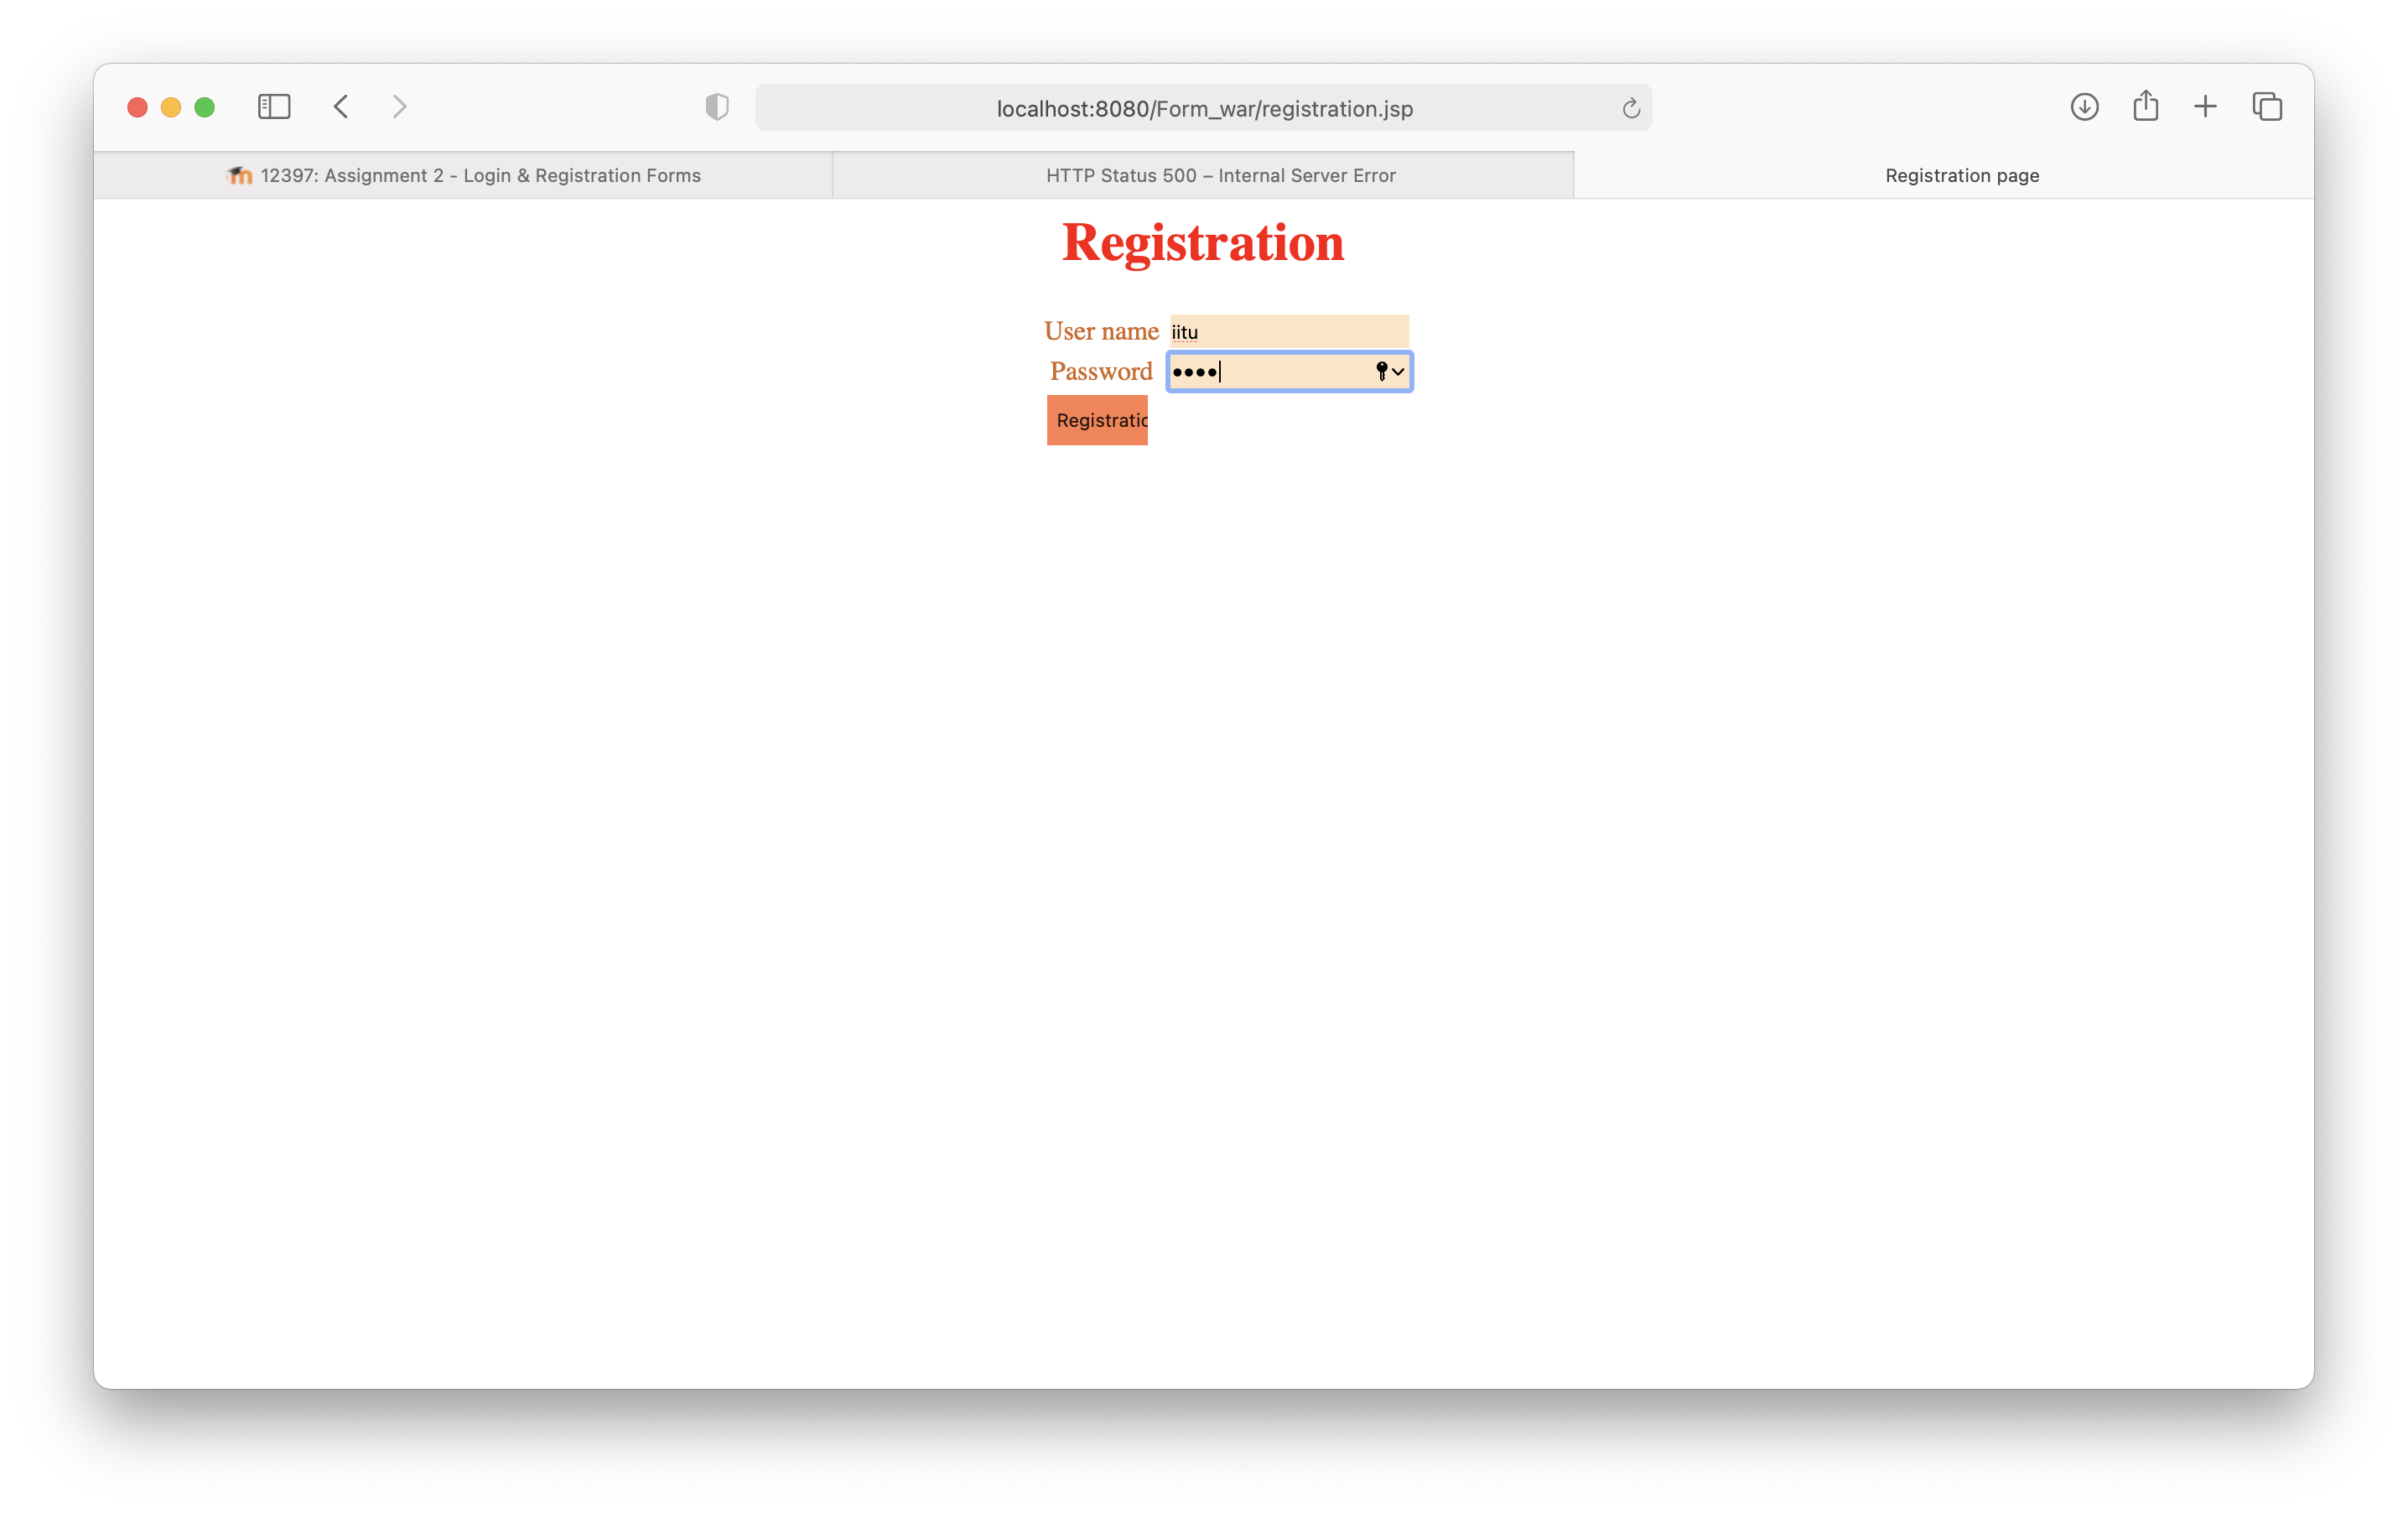 localhost:8080/Form_war/registration.jsp
12397: Assignment 2 - Login & Registration Forms
HTTP Status 500 – Internal Server Error
Registration page
Registration
User name iitu
Password ••••
Registratio